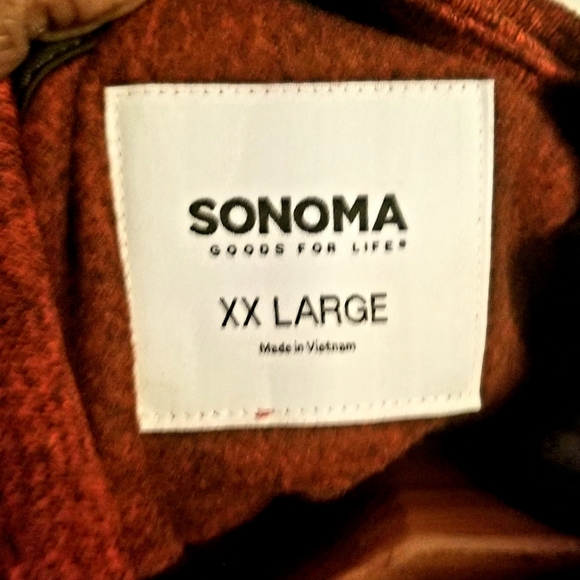 SONOMA
GOODS FOR LIFE®
XX LARGE
Made in Vietnam